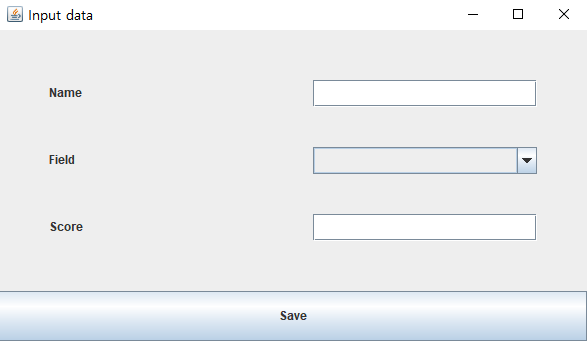 Input data
Name
Field
Score
Save